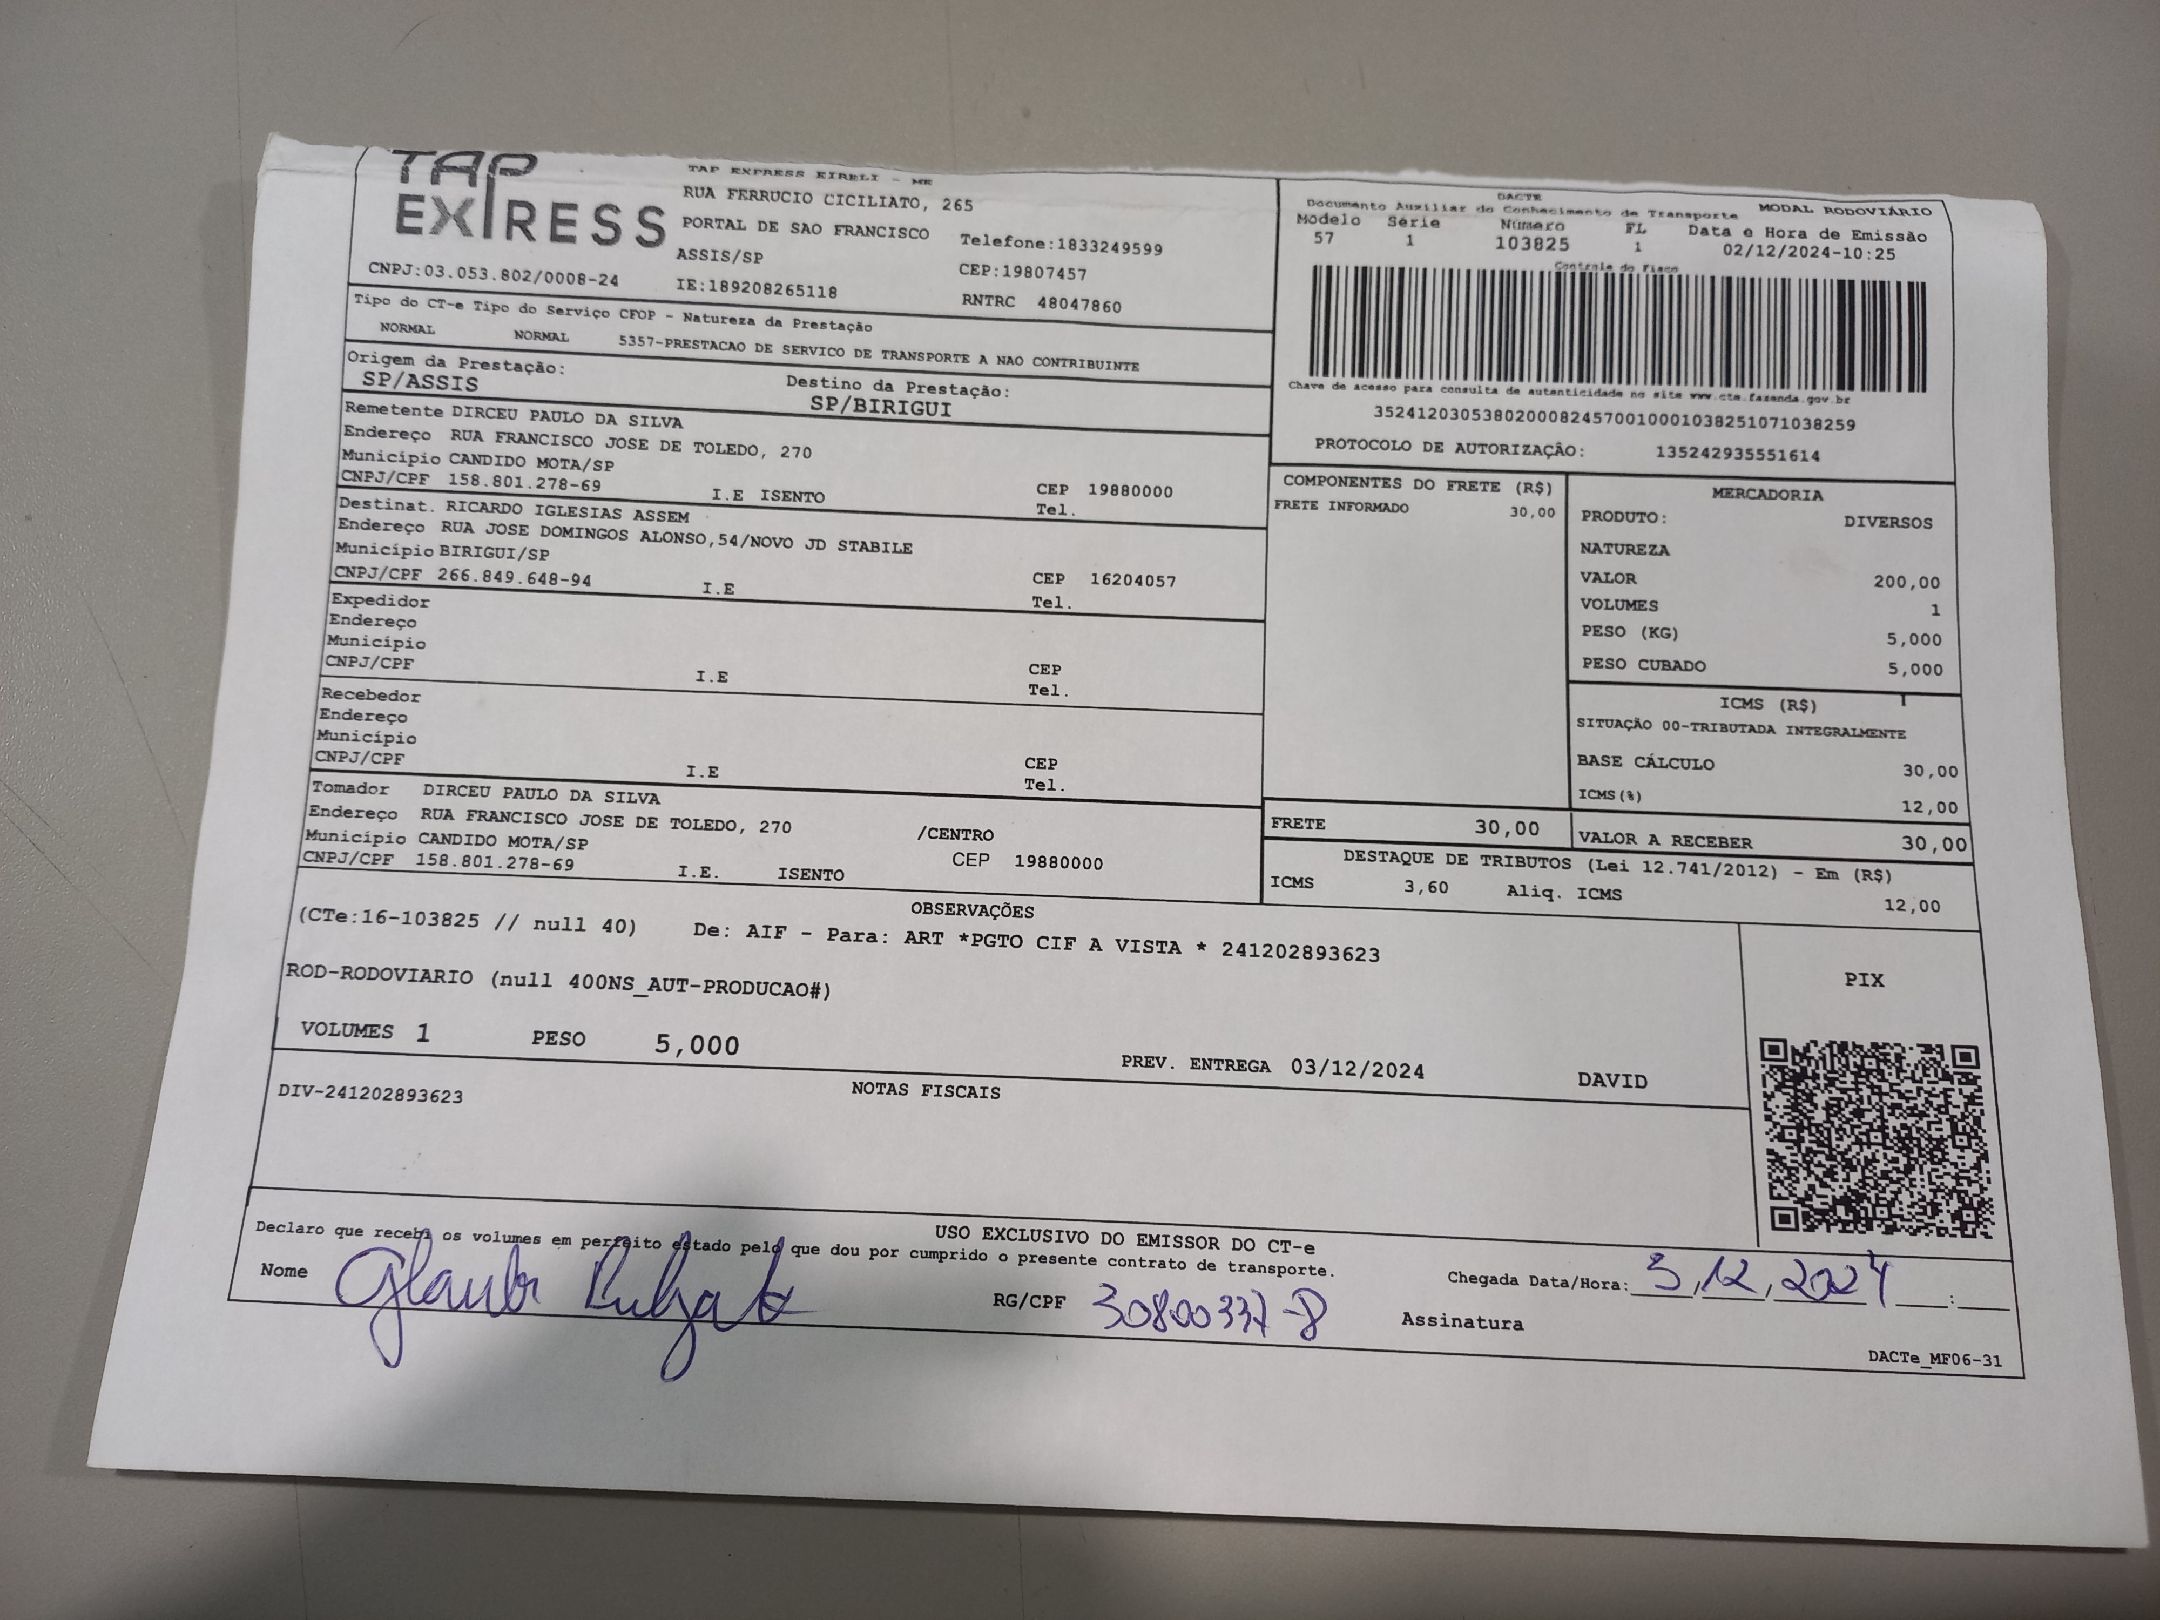 TAP EXPRESS
TAP EXPRESS EIRELI - ME
RUA FERRUCIO CICILIATO, 265
PORTAL DE SAO FRANCISCO Telefone:1833249599
ASSIS/SP CEP:19807457
CNPJ:03.053.802/0008-24 IE:189208265118 RNTRC 48047860
DACTE
Documento Auxiliar do Conhecimento de Transporte MODAL RODOVIÁRIO
Modelo Série Número FL Data e Hora de Emissão
57 1 103825 1 02/12/2024-10:25
Controle do Fisco
Chave de acesso para consulta de autenticidade no site www.cte.fazenda.gov.br
35241203053802000824570010001038251071038259
PROTOCOLO DE AUTORIZAÇÃO: 135242935551614
Tipo do CT-e Tipo do Serviço CFOP - Natureza da Prestação
NORMAL NORMAL 5357-PRESTACAO DE SERVICO DE TRANSPORTE A NAO CONTRIBUINTE
Origem da Prestação: Destino da Prestação:
SP/ASSIS SP/BIRIGUI
Remetente DIRCEU PAULO DA SILVA
Endereço RUA FRANCISCO JOSE DE TOLEDO, 270
Município CANDIDO MOTA/SP CEP 19880000
CNPJ/CPF 158.801.278-69 I.E ISENTO Tel.
Destinat. RICARDO IGLESIAS ASSEM
Endereço RUA JOSE DOMINGOS ALONSO,54/NOVO JD STABILE
Município BIRIGUI/SP CEP 16204057
CNPJ/CPF 266.849.648-94 I.E Tel.
Expedidor
Endereço
Município CEP
CNPJ/CPF I.E Tel.
Recebedor
Endereço
Município CEP
CNPJ/CPF I.E Tel.
Tomador DIRCEU PAULO DA SILVA
Endereço RUA FRANCISCO JOSE DE TOLEDO, 270 /CENTRO
Município CANDIDO MOTA/SP CEP 19880000
CNPJ/CPF 158.801.278-69 I.E. ISENTO
COMPONENTES DO FRETE (R$)
FRETE INFORMADO 30,00
MERCADORIA
PRODUTO: DIVERSOS
NATUREZA
VALOR 200,00
VOLUMES 1
PESO (KG) 5,000
PESO CUBADO 5,000
ICMS (R$)
SITUAÇÃO 00-TRIBUTADA INTEGRALMENTE
BASE CÁLCULO 30,00
ICMS(%) 12,00
FRETE 30,00 VALOR A RECEBER 30,00
DESTAQUE DE TRIBUTOS (Lei 12.741/2012) - Em (R$)
ICMS 3,60 Aliq. ICMS 12,00
OBSERVAÇÕES
(CTe:16-103825 // null 40) De: AIF - Para: ART *PGTO CIF A VISTA * 241202893623
ROD-RODOVIARIO (null 400NS_AUT-PRODUCAO#)
VOLUMES 1 PESO 5,000 PREV. ENTREGA 03/12/2024 DAVID
PIX
NOTAS FISCAIS
DIV-241202893623
USO EXCLUSIVO DO EMISSOR DO CT-e
Declaro que recebi os volumes em perfeito estado pelo que dou por cumprido o presente contrato de transporte.
Chegada Data/Hora: 3,12,2024 :
Nome RG/CPF 30800337-8 Assinatura
DACTe_MF06-31